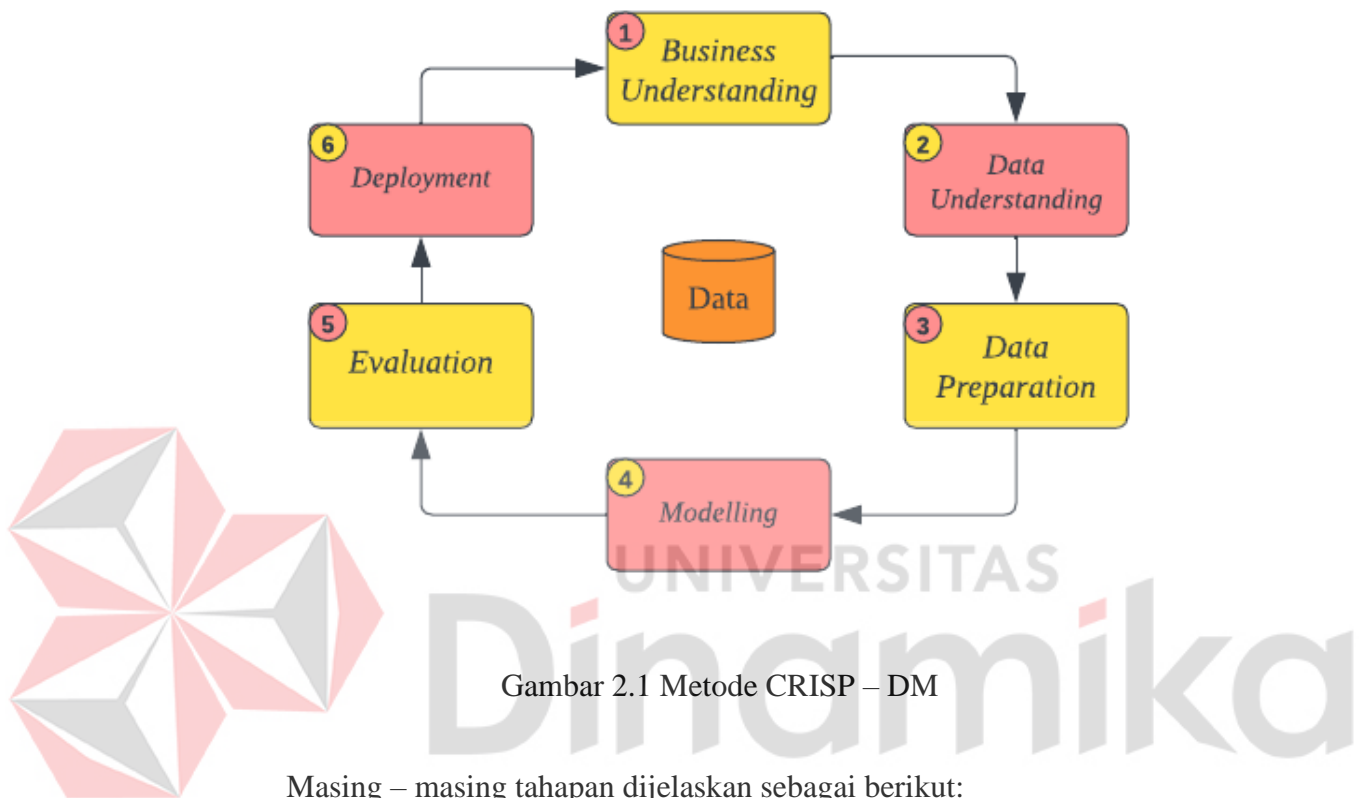 1
Business
Understanding
2
Data
Understanding
3
Data
Preparation
4
Modelling
5
Evaluation
6
Deployment
Data
UNIVERSITAS
Dinamika
Gambar 2.1 Metode CRISP – DM
Masing – masing tahapan dijelaskan sebagai berikut: